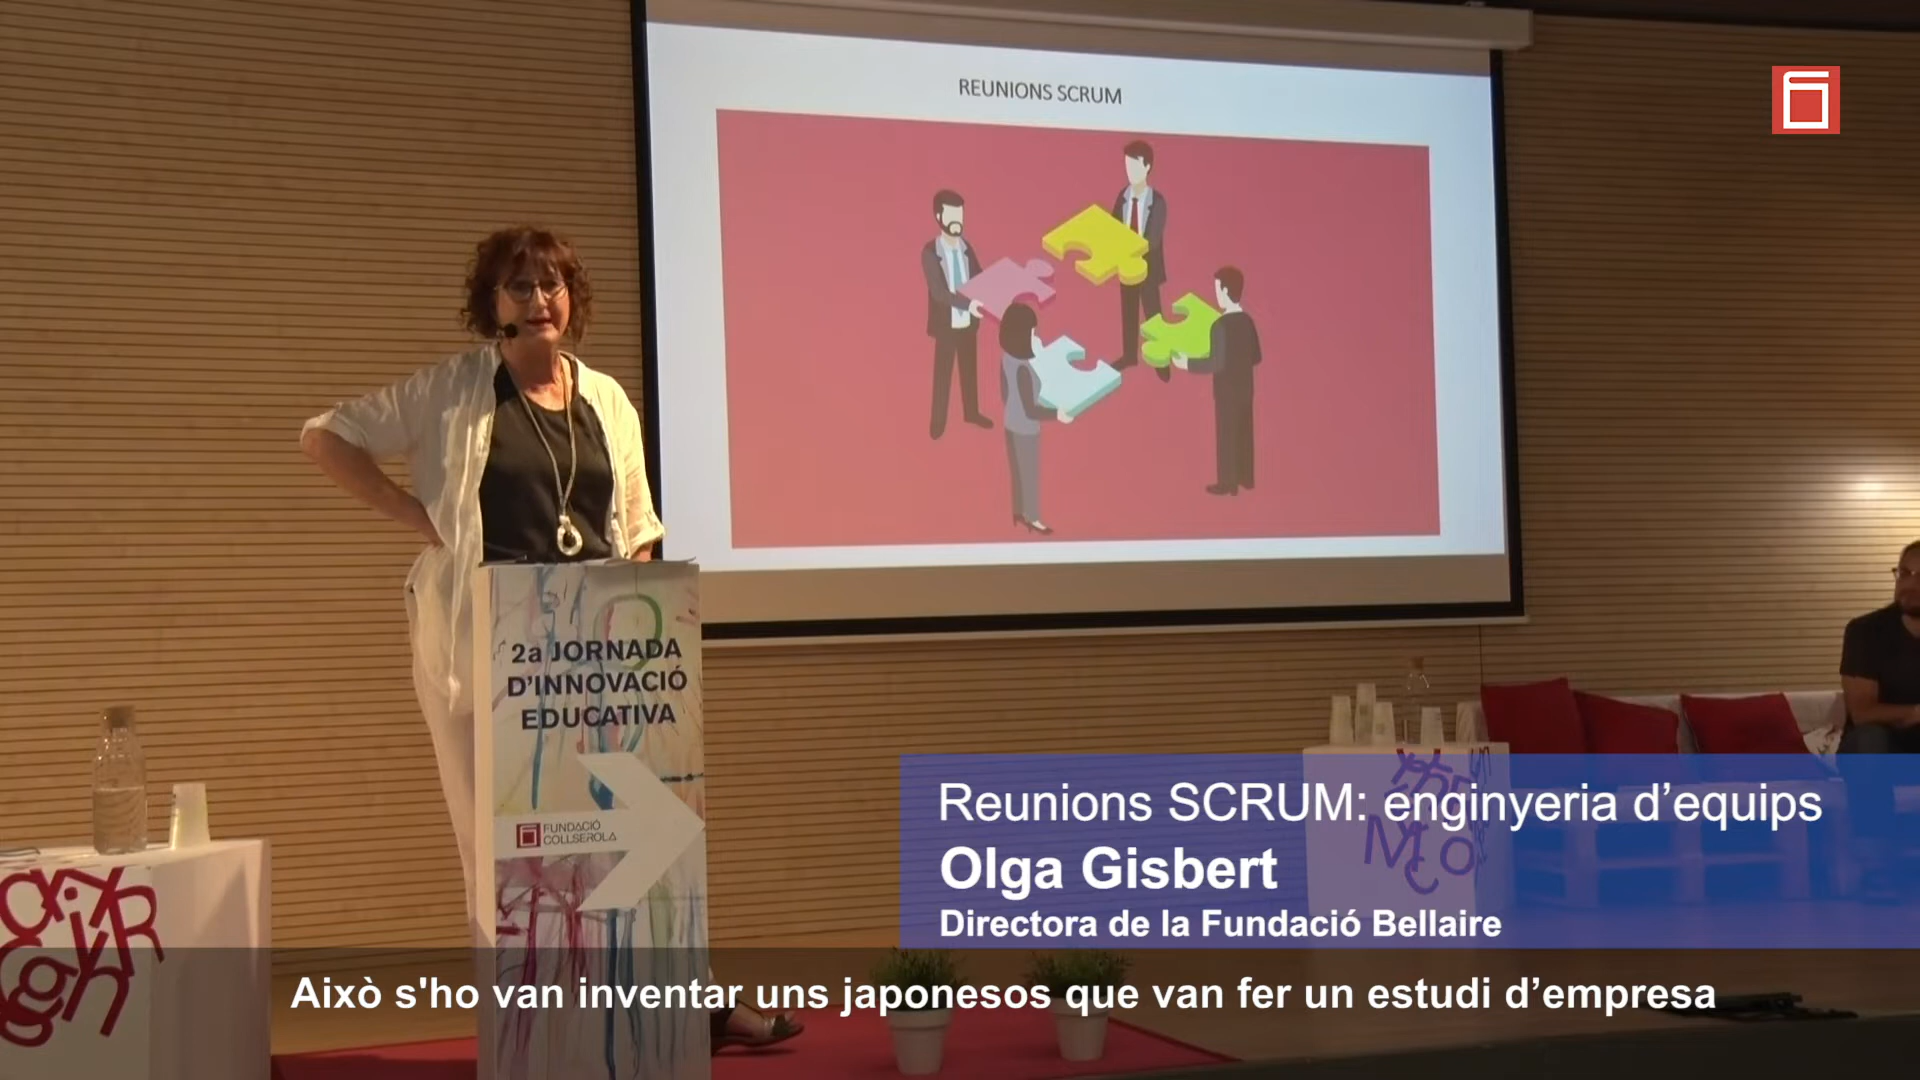 REUNIONS SCRUM
2a JORNADA
D'INNOVACIÓ
EDUCATIVA
FUNDACIÓ
COLLSEROLA
Reunions SCRUM: enginyeria d’equips
Olga Gisbert
Directora de la Fundació Bellaire
Això s'ho van inventar uns japonesos que van fer un estudi d’empresa